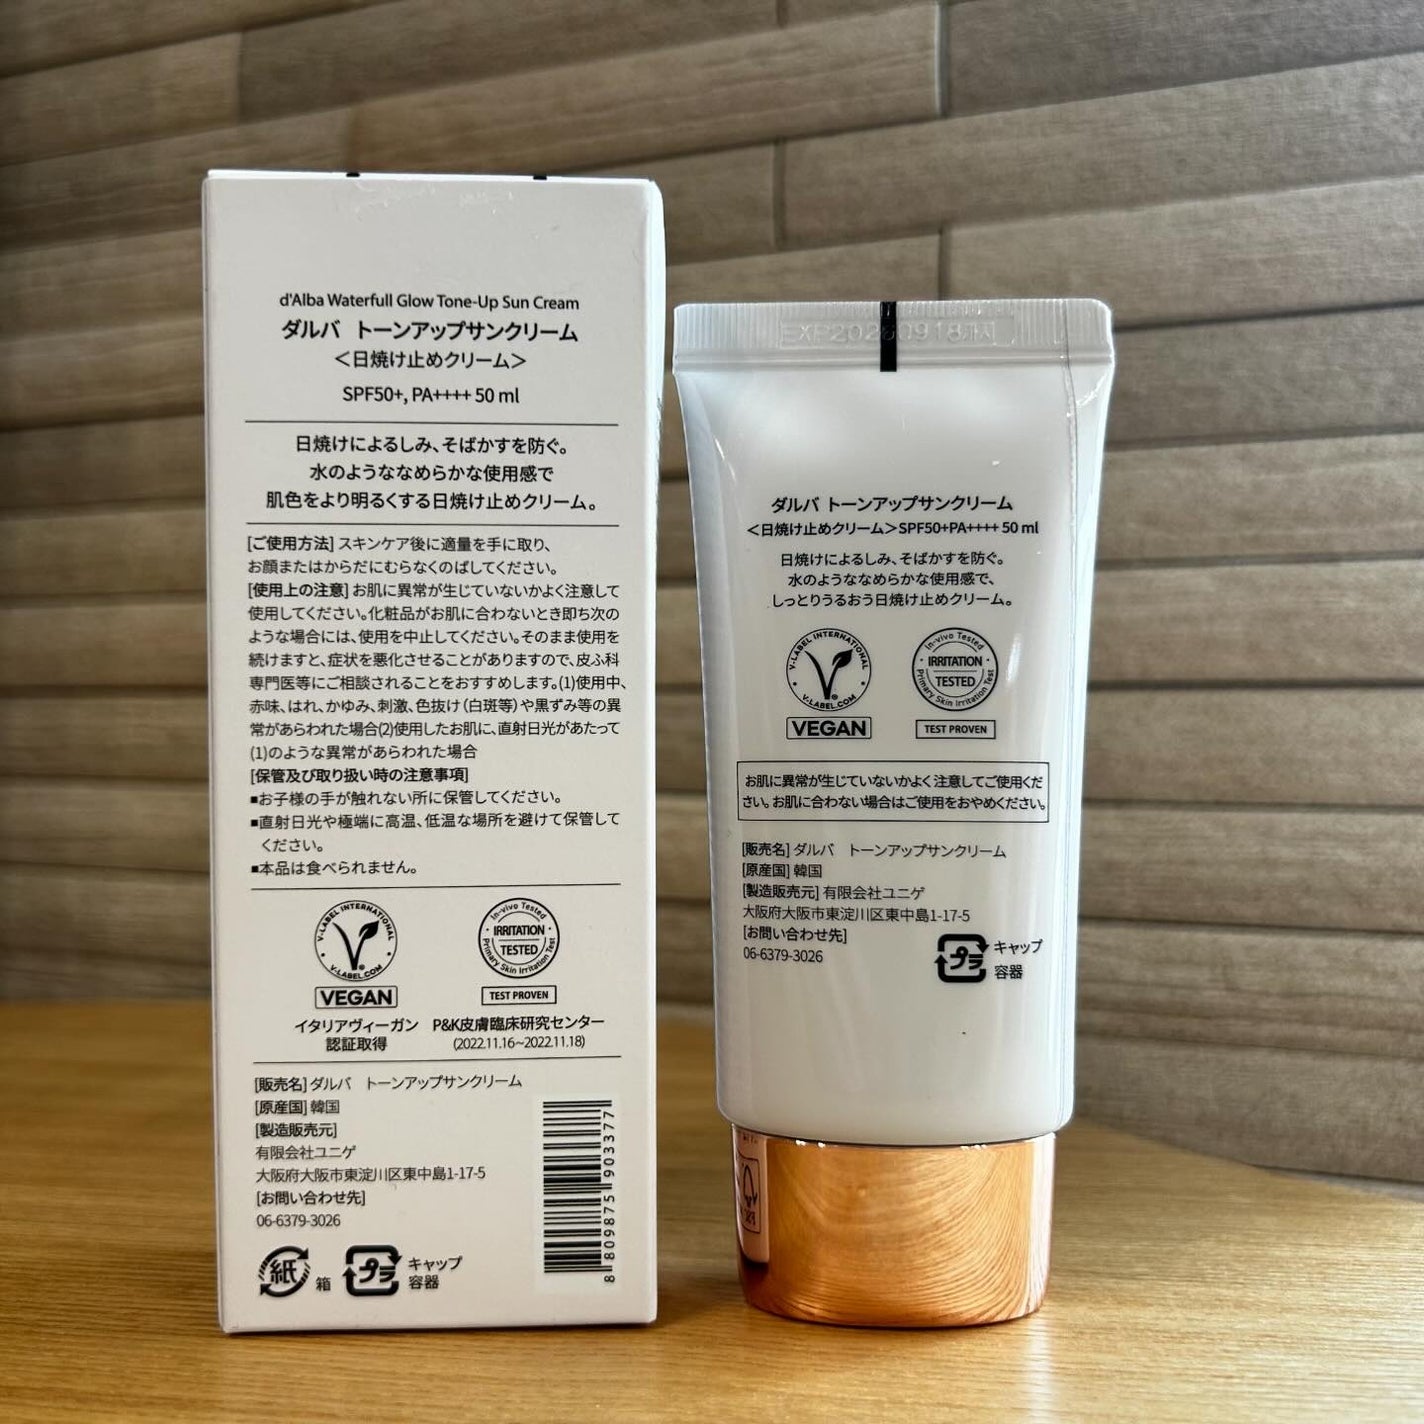 d'Alba Waterfull Glow Tone-Up Sun Cream
ダルバ トーンアップサンクリーム
＜日焼け止めクリーム＞
SPF50+, PA++++ 50 ml
日焼けによるしみ、そばかすを防ぐ。
水のようななめらかな使用感で
肌色をより明るくする日焼け止めクリーム。
[ご使用方法] スキンケア後に適量を手に取り、
お顔またはからだにむらなくのばしてください。
[使用上の注意] お肌に異常が生じていないかよく注意して
使用してください。化粧品がお肌に合わないとき即ち次の
ような場合には、使用を中止してください。そのまま使用を
続けますと、症状を悪化させることがありますので、皮ふ科
専門医等にご相談されることをおすすめします。(1)使用中、
赤味、はれ、かゆみ、刺激、色抜け（白斑等）や黒ずみ等の異
常があらわれた場合(2)使用したお肌に、直射日光があたって
(1)のような異常があらわれた場合
[保管及び取り扱い時の注意事項]
■お子様の手が触れない所に保管してください。
■直射日光や極端に高温、低温な場所を避けて保管して
ください。
■本品は食べられません。
V-LABEL INTERNATIONAL
V-LABEL.COM
VEGAN
イタリアヴィーガン
認証取得
In-vivo Tested
IRRITATION
TESTED
Primary Skin Irritation Test
TEST PROVEN
P&K皮膚臨床研究センター
(2022.11.16~2022.11.18)
[販売名] ダルバ トーンアップサンクリーム
[原産国] 韓国
[製造販売元]
有限会社ユニゲ
大阪府大阪市東淀川区東中島1-17-5
[お問い合わせ先]
06-6379-3026
紙 箱
プラ キャップ
容器
8 809875 903377
ダルバ トーンアップサンクリーム
＜日焼け止めクリーム＞SPF50+PA++++ 50 ml
日焼けによるしみ、そばかすを防ぐ。
水のようななめらかな使用感で、
しっとりうるおう日焼け止めクリーム。
V-LABEL INTERNATIONAL
V-LABEL.COM
VEGAN
In-vivo Tested
IRRITATION
TESTED
Primary Skin Irritation Test
TEST PROVEN
お肌に異常が生じていないかよく注意してご使用くだ
さい。お肌に合わない場合はご使用をおやめください。
[販売名] ダルバ トーンアップサンクリーム
[原産国] 韓国
[製造販売元] 有限会社ユニゲ
大阪府大阪市東淀川区東中島1-17-5
[お問い合わせ先]
06-6379-3026
プラ キャップ
容器